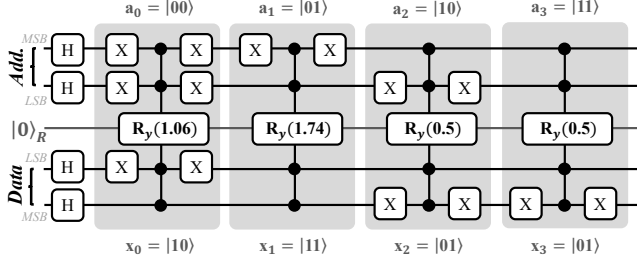 a₀ = |00⟩ a₁ = |01⟩ a₂ = |10⟩ a₃ = |11⟩
MSB H X X X X
Add.
LSB H X X X X
|0⟩R Ry(1.06) Ry(1.74) Ry(0.5) Ry(0.5)
LSB H X X
Data
MSB H X X X X
x₀ = |10⟩ x₁ = |11⟩ x₂ = |01⟩ x₃ = |01⟩